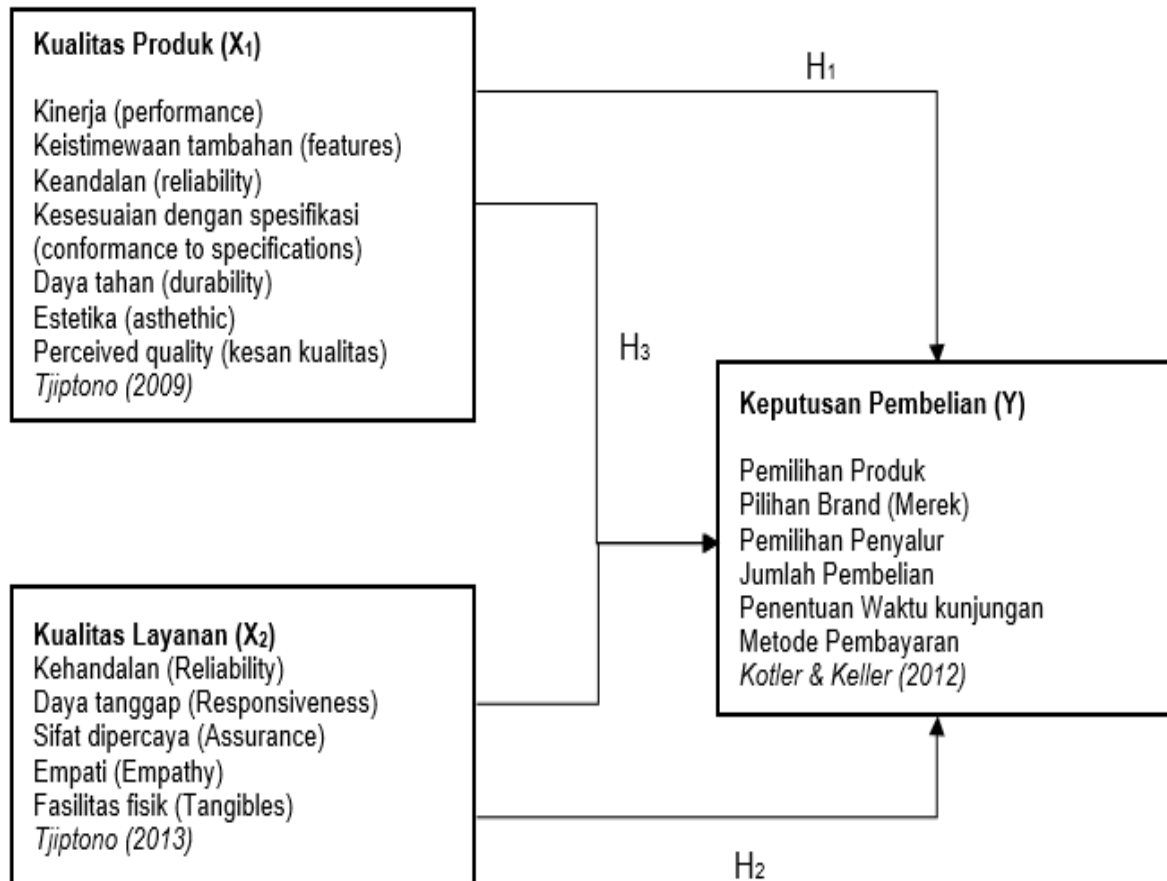 Kualitas Produk (X₁)
Kinerja (performance)
Keistimewaan tambahan (features)
Keandalan (reliability)
Kesesuaian dengan spesifikasi
(conformance to specifications)
Daya tahan (durability)
Estetika (asthethic)
Perceived quality (kesan kualitas)
Tjiptono (2009)
H₁
H₃
Keputusan Pembelian (Y)
Pemilihan Produk
Pilihan Brand (Merek)
Pemilihan Penyalur
Jumlah Pembelian
Penentuan Waktu kunjungan
Metode Pembayaran
Kotler & Keller (2012)
Kualitas Layanan (X₂)
Kehandalan (Reliability)
Daya tanggap (Responsiveness)
Sifat dipercaya (Assurance)
Empati (Empathy)
Fasilitas fisik (Tangibles)
Tjiptono (2013)
H₂